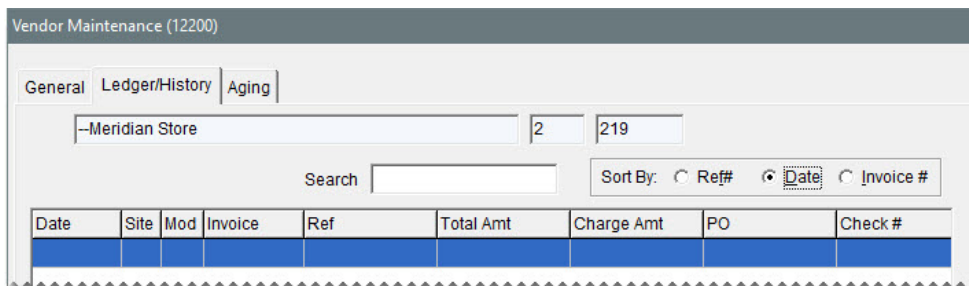 Vendor Maintenance (12200)
General Ledger/History Aging
--Meridian Store 2 219
Search Sort By: Ref# Date Invoice #
Date Site Mod Invoice Ref Total Amt Charge Amt PO Check #